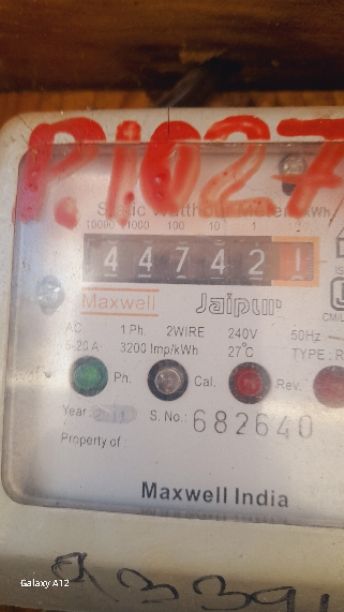 P.1027
Static Watthour Meter kWh
10000 1000 100 10 1
4 4 7 4 2 1
Maxwell Jaipur
AC 1 Ph. 2WIRE 240V 50Hz
5-20 A 3200 Imp/kWh 27°C TYPE : R
Ph. Cal. Rev.
Year : 2011 S. No.: 682640
Property of
Maxwell India
Galaxy A12